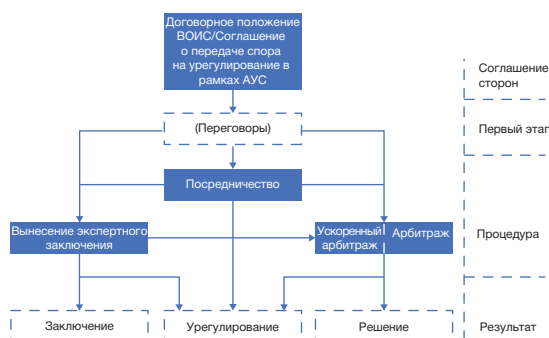 Договорное положение
ВОИС/Соглашение
о передаче спора
на урегулирование в
рамках АУС
Соглашение
сторон
(Переговоры)
Первый этап
Посредничество
Вынесение экспертного
заключения
Ускоренный
арбитраж
Арбитраж
Процедура
Заключение
Урегулирование
Решение
Результат